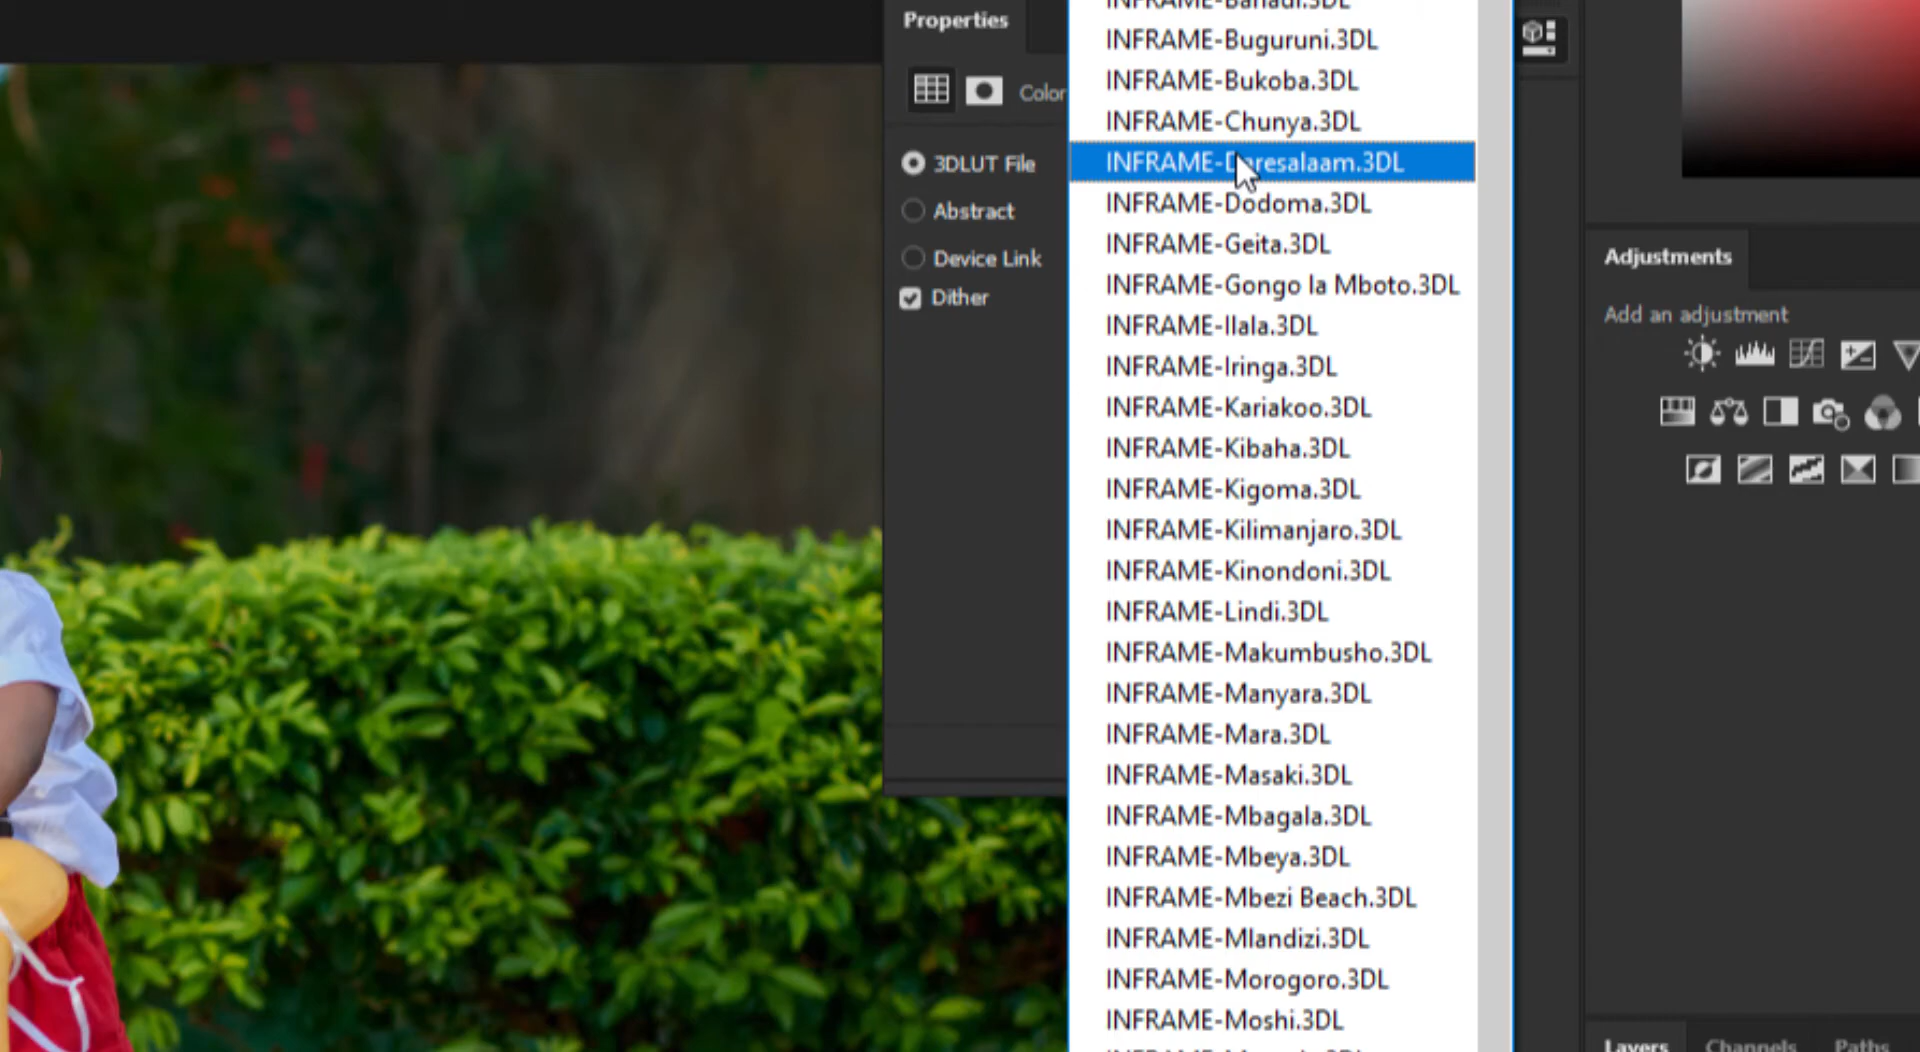 Properties
Color
3DLUT File
Abstract
Device Link
Dither
INFRAME-Buguruni.3DL
INFRAME-Bukoba.3DL
INFRAME-Chunya.3DL
INFRAME-Daresalaam.3DL
INFRAME-Dodoma.3DL
INFRAME-Geita.3DL
INFRAME-Gongo la Mboto.3DL
INFRAME-Ilala.3DL
INFRAME-Iringa.3DL
INFRAME-Kariakoo.3DL
INFRAME-Kibaha.3DL
INFRAME-Kigoma.3DL
INFRAME-Kilimanjaro.3DL
INFRAME-Kinondoni.3DL
INFRAME-Lindi.3DL
INFRAME-Makumbusho.3DL
INFRAME-Manyara.3DL
INFRAME-Mara.3DL
INFRAME-Masaki.3DL
INFRAME-Mbagala.3DL
INFRAME-Mbeya.3DL
INFRAME-Mbezi Beach.3DL
INFRAME-Mlandizi.3DL
INFRAME-Morogoro.3DL
INFRAME-Moshi.3DL
Adjustments
Add an adjustment
Layers
Channels
Paths